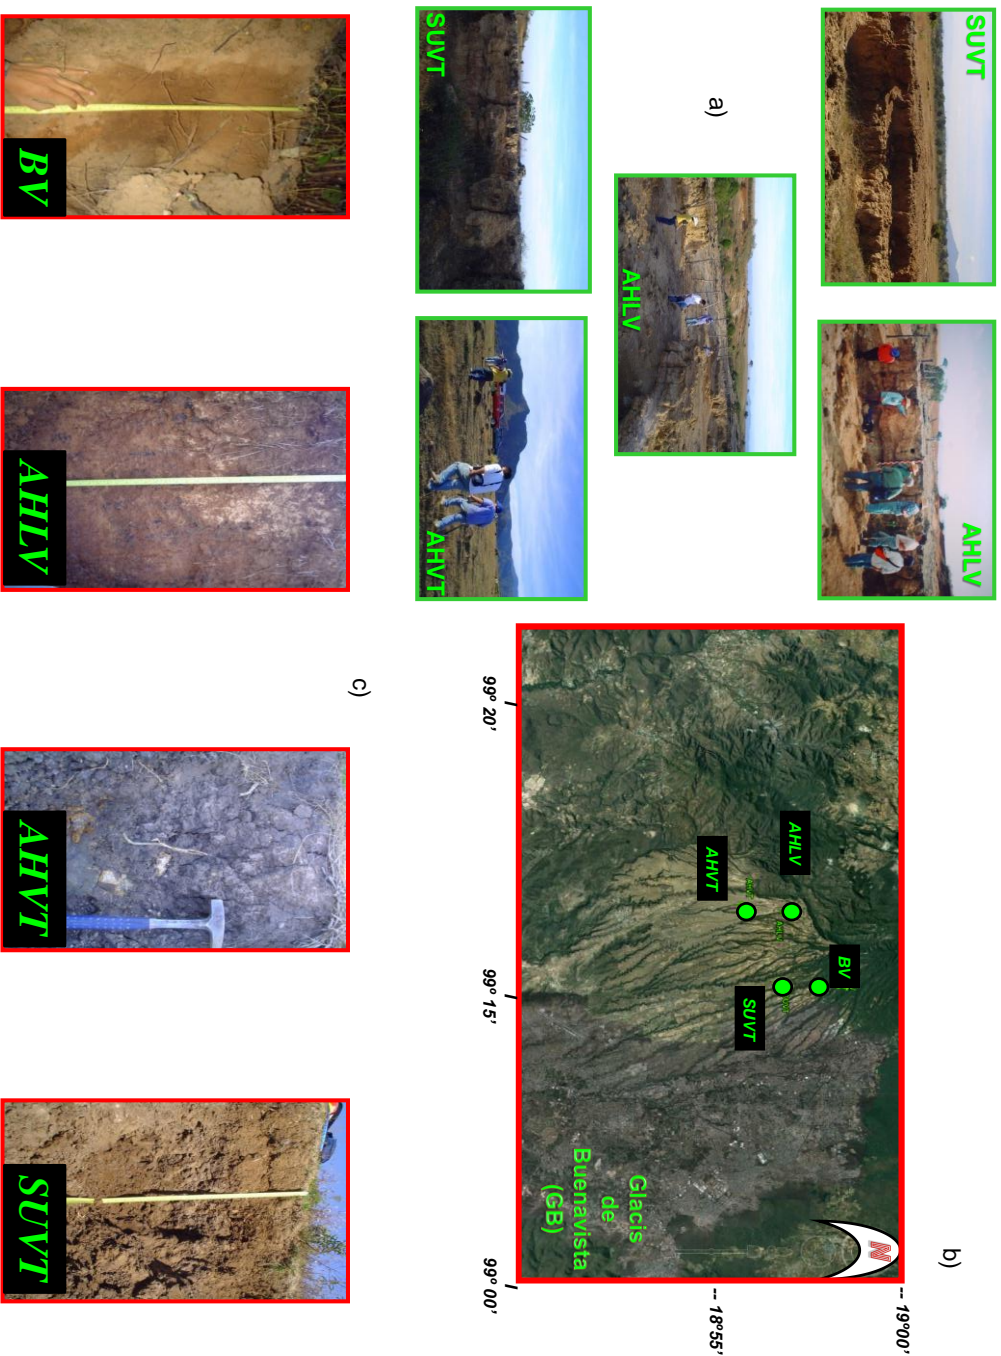 a)
SUVT
AHLV
AHLV
SUVT
AHVT
b)
-- 19°00'
-- 18°55'
AHLV
BV
AHVT
SUVT
AHLV
N
Glacis
de
Buenavista
(GB)
99° 20'
99° 15'
99° 00'
c)
BV
AHLV
AHVT
SUVT